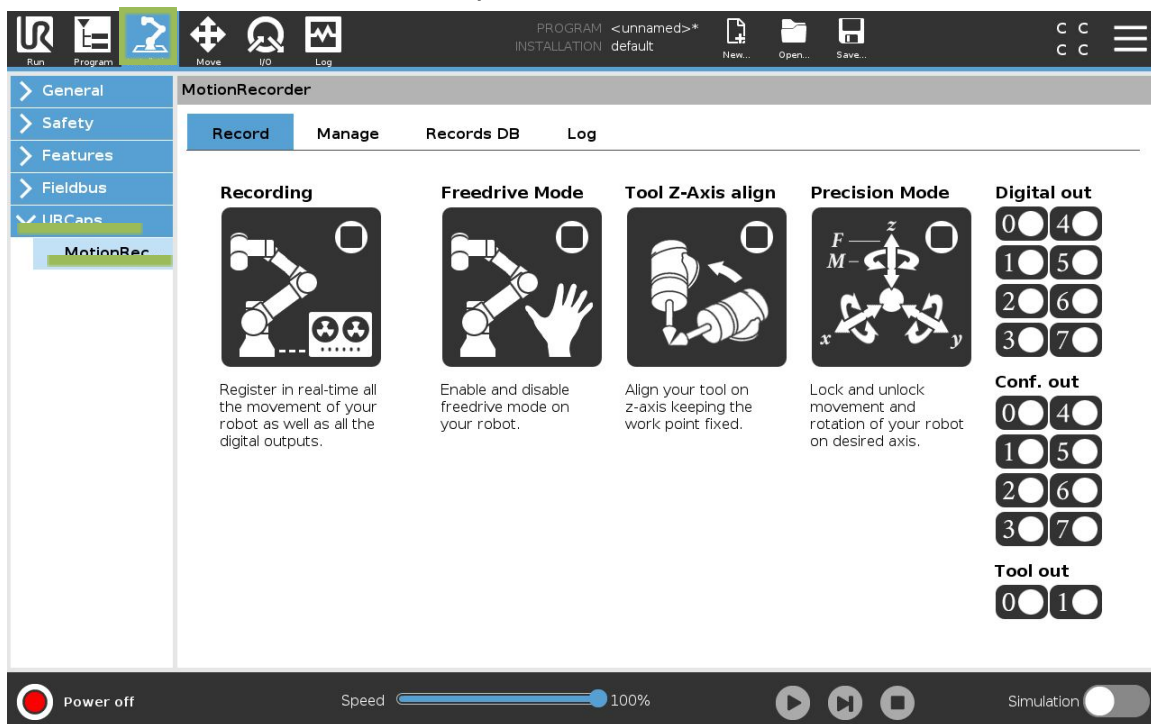 PROGRAM <unnamed>*
INSTALLATION default
C C
C C
Run Program Move I/O Log New... Open... Save...
General
Safety
Features
Fieldbus
URCaps
MotionRec
MotionRecorder
Record Manage Records DB Log
Recording Freedrive Mode Tool Z-Axis align Precision Mode
F
M
z
x
y
Register in real-time all
the movement of your
robot as well as all the
digital outputs.
Enable and disable
freedrive mode on
your robot.
Align your tool on
z-axis keeping the
work point fixed.
Lock and unlock
movement and
rotation of your robot
on desired axis.
Digital out
0 4
1 5
2 6
3 7
Conf. out
0 4
1 5
2 6
3 7
Tool out
0 1
Power off Speed 100% Simulation